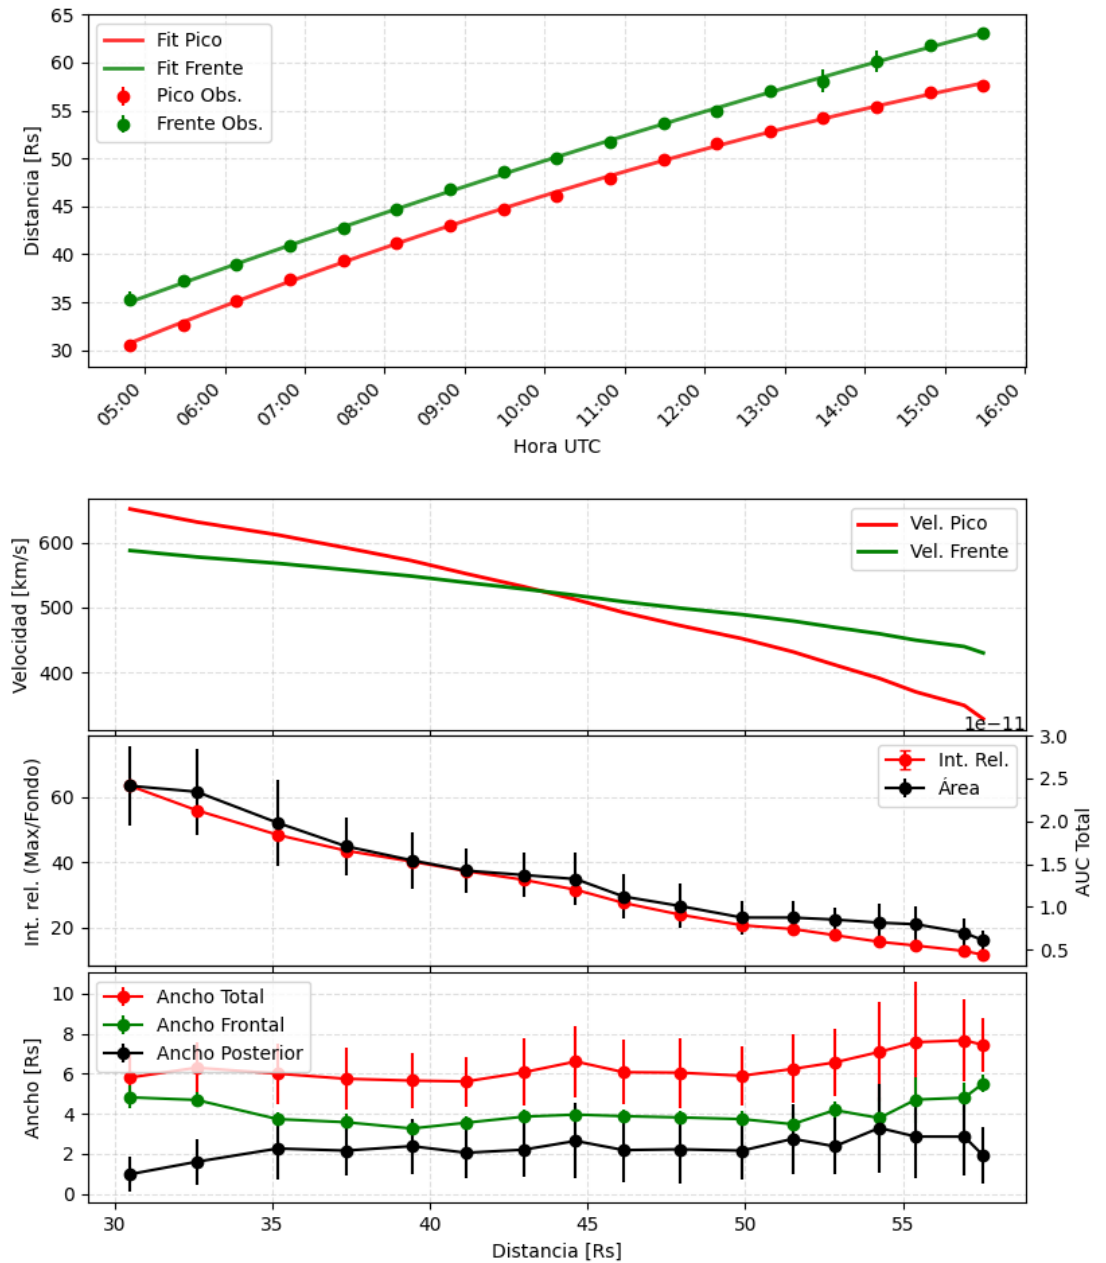 65
60
55
50
45
40
35
30
Distancia [Rs]
Fit Pico
Fit Frente
Pico Obs.
Frente Obs.
05:00 06:00 07:00 08:00 09:00 10:00 11:00 12:00 13:00 14:00 15:00 16:00
Hora UTC
600
500
400
Velocidad [km/s]
Vel. Pico
Vel. Frente
1e−11
60
40
20
Int. rel. (Max/Fondo)
Int. Rel.
Área
3.0
2.5
2.0
1.5
1.0
0.5
AUC Total
10
8
6
4
2
0
Ancho [Rs]
Ancho Total
Ancho Frontal
Ancho Posterior
30 35 40 45 50 55
Distancia [Rs]